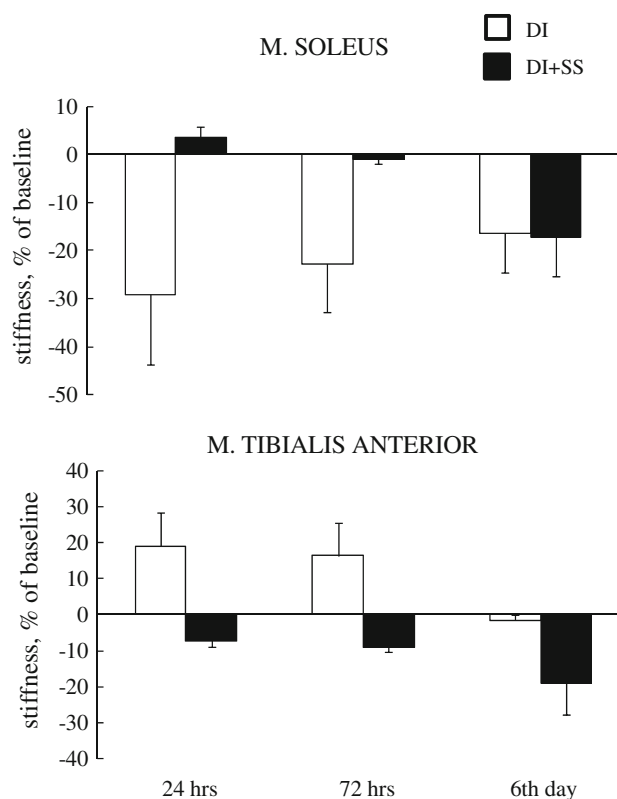 DI
M. SOLEUS
DI+SS
10
0
-10
-20
-30
-40
-50
stiffness, % of baseline
M. TIBIALIS ANTERIOR
40
30
20
10
0
-10
-20
-30
-40
stiffness, % of baseline
24 hrs 72 hrs 6th day